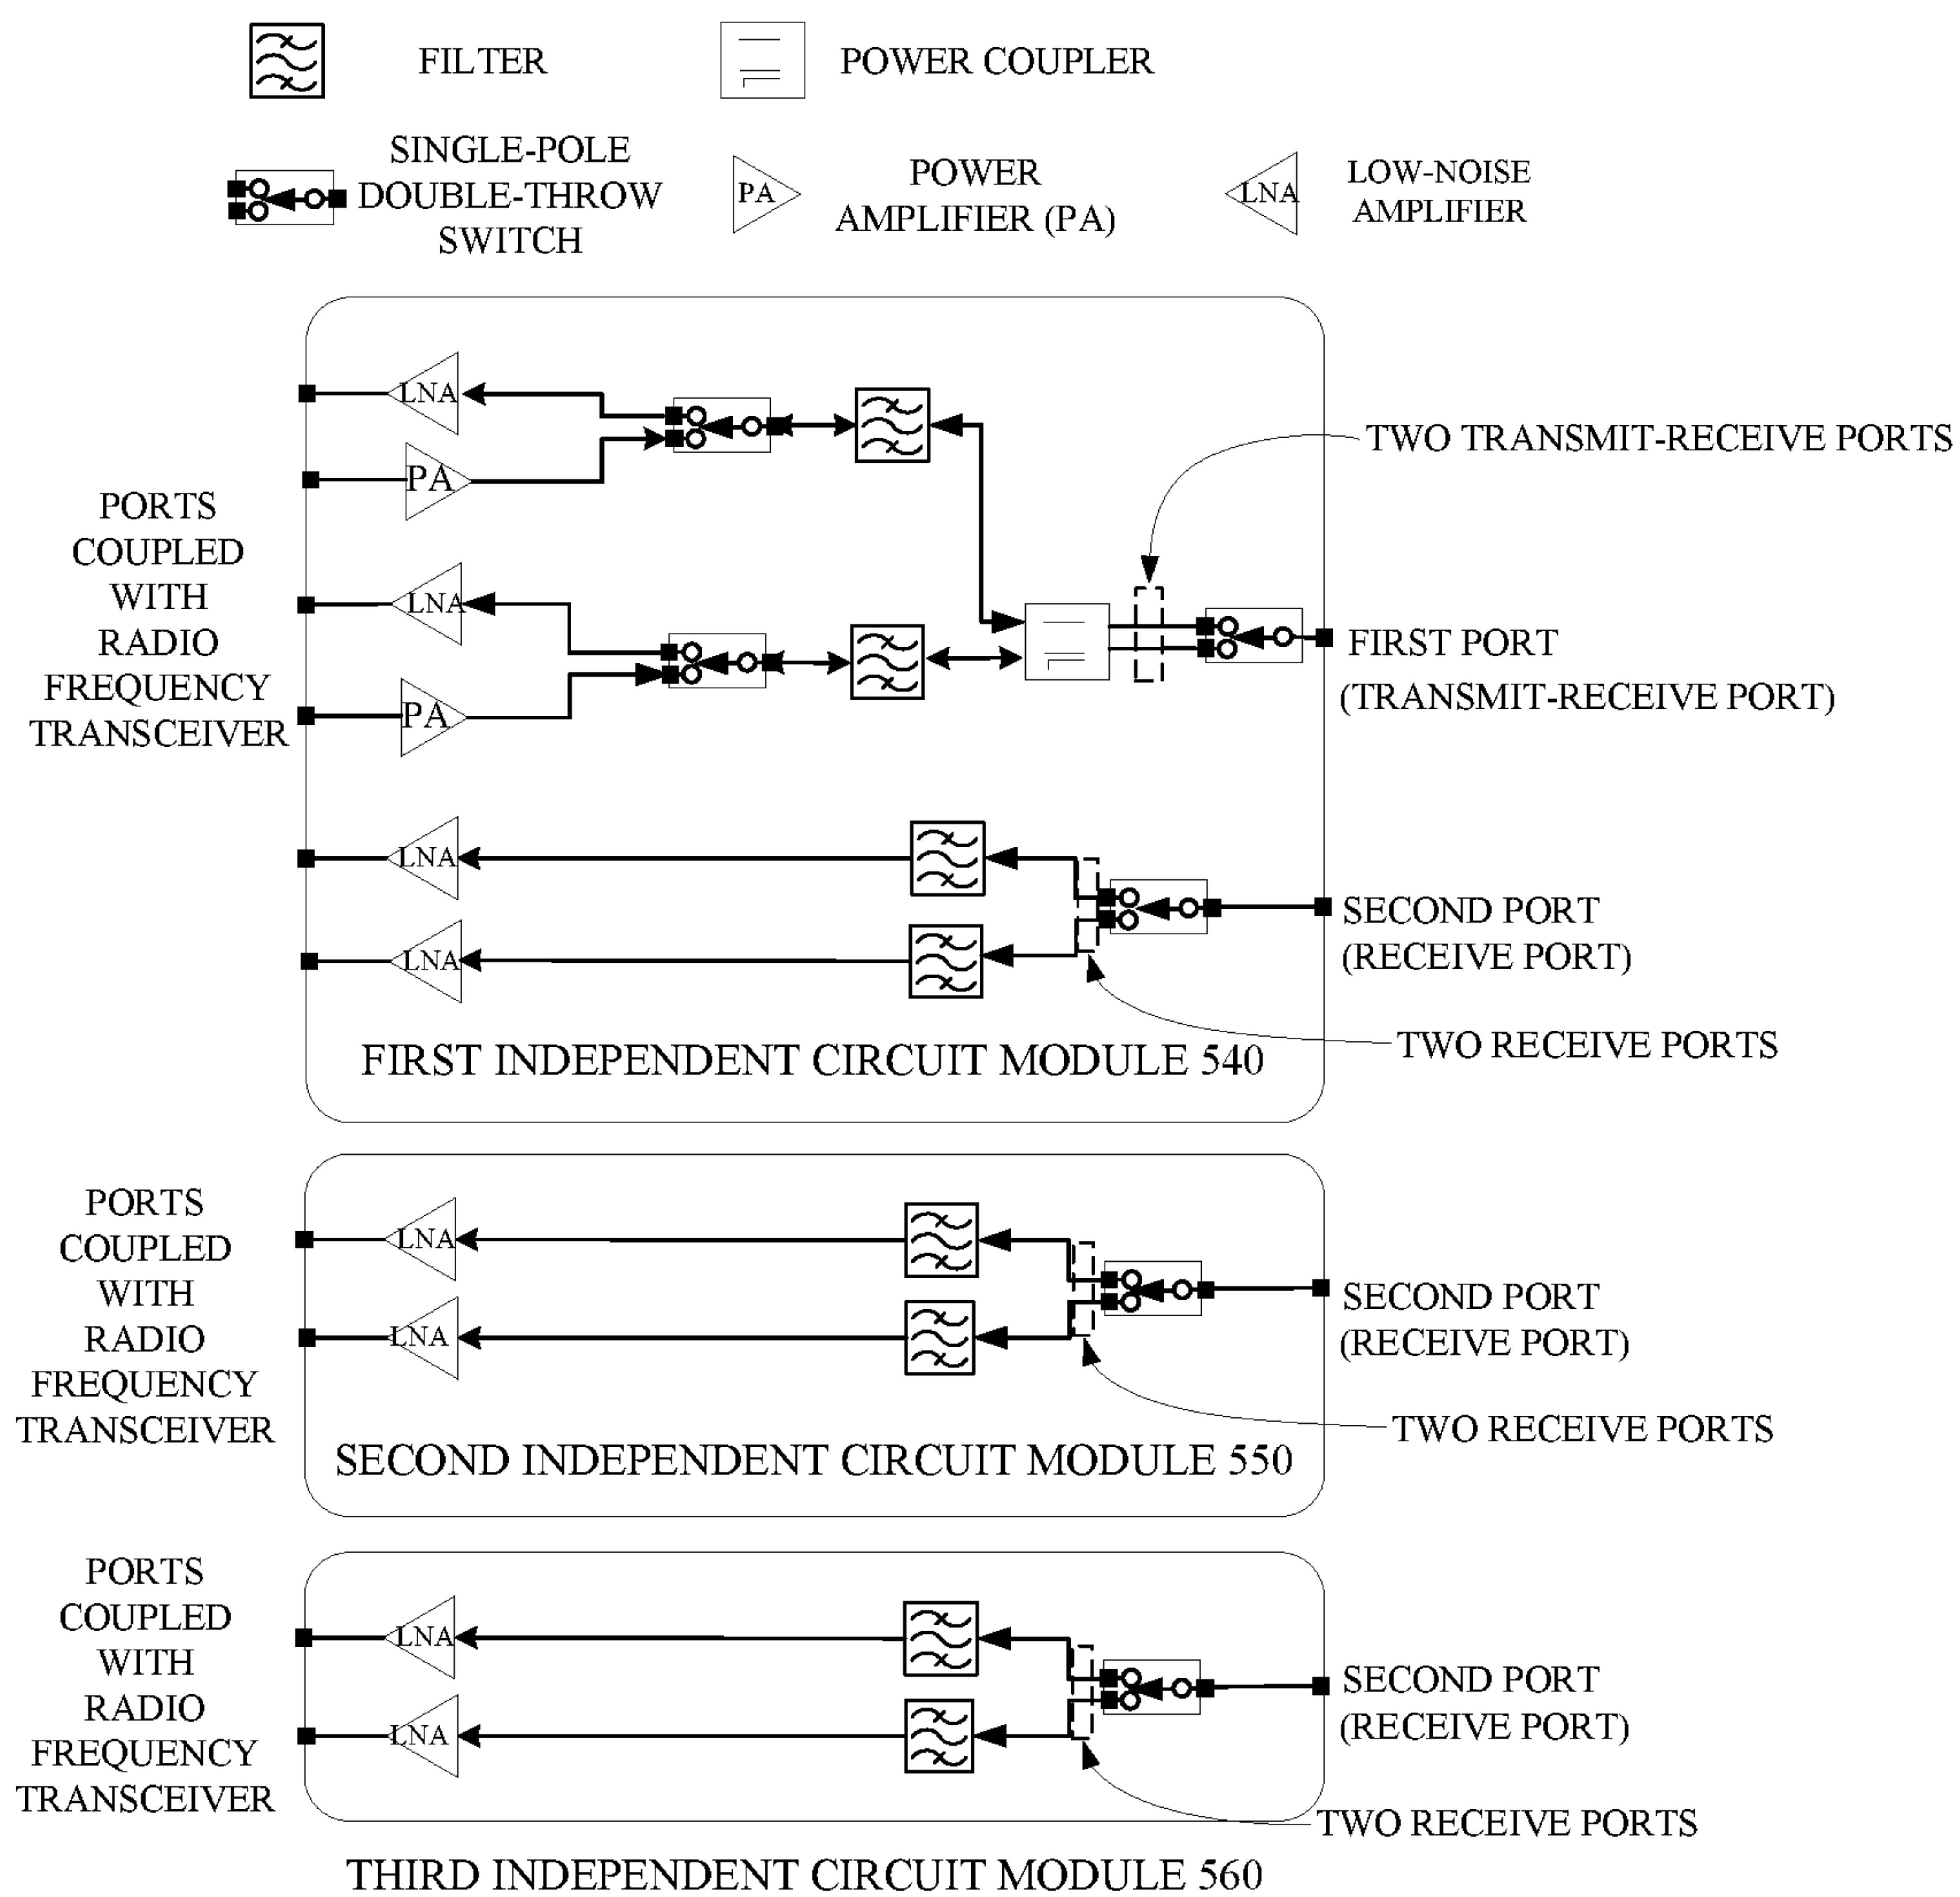 FILTER
POWER COUPLER
SINGLE-POLE
DOUBLE-THROW
SWITCH
PA
POWER
AMPLIFIER (PA)
LNA
LOW-NOISE
AMPLIFIER
PORTS
COUPLED
WITH
RADIO
FREQUENCY
TRANSCEIVER
LNA
PA
LNA
PA
LNA
LNA
TWO TRANSMIT-RECEIVE PORTS
FIRST PORT
(TRANSMIT-RECEIVE PORT)
SECOND PORT
(RECEIVE PORT)
TWO RECEIVE PORTS
FIRST INDEPENDENT CIRCUIT MODULE 540
PORTS
COUPLED
WITH
RADIO
FREQUENCY
TRANSCEIVER
LNA
LNA
SECOND PORT
(RECEIVE PORT)
TWO RECEIVE PORTS
SECOND INDEPENDENT CIRCUIT MODULE 550
PORTS
COUPLED
WITH
RADIO
FREQUENCY
TRANSCEIVER
LNA
LNA
SECOND PORT
(RECEIVE PORT)
TWO RECEIVE PORTS
THIRD INDEPENDENT CIRCUIT MODULE 560